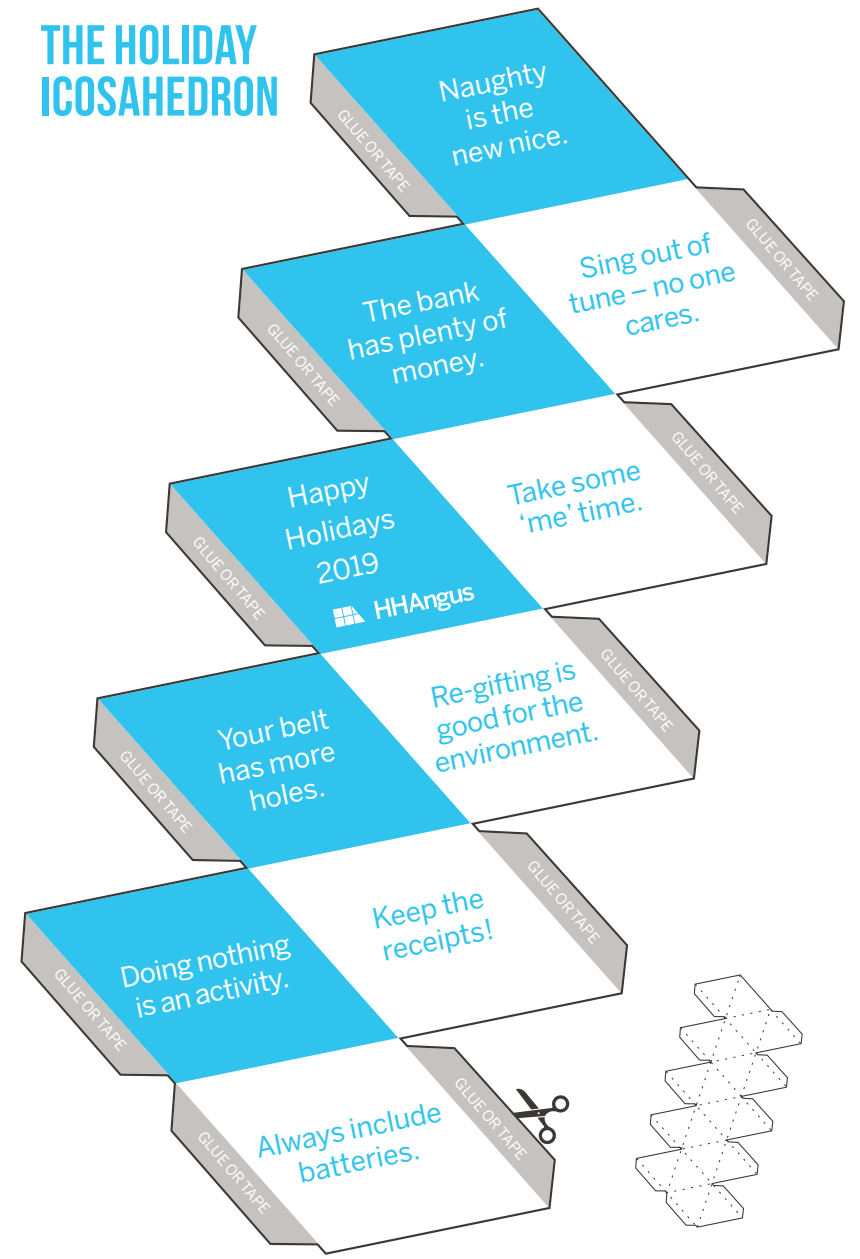 THE HOLIDAY
ICOSAHEDRON
Naughty
is the
new nice.
GLUE OR TAPE
Sing out of
tune – no one
cares.
GLUE OR TAPE
The bank
has plenty of
money.
GLUE OR TAPE
Take some
‘me’ time.
GLUE OR TAPE
Happy
Holidays
2019
HHAngus
GLUE OR TAPE
Re-gifting is
good for the
environment.
GLUE OR TAPE
Your belt
has more
holes.
GLUE OR TAPE
Keep the
receipts!
GLUE OR TAPE
Doing nothing
is an activity.
GLUE OR TAPE
Always include
batteries.
GLUE OR TAPE
GLUE OR TAPE